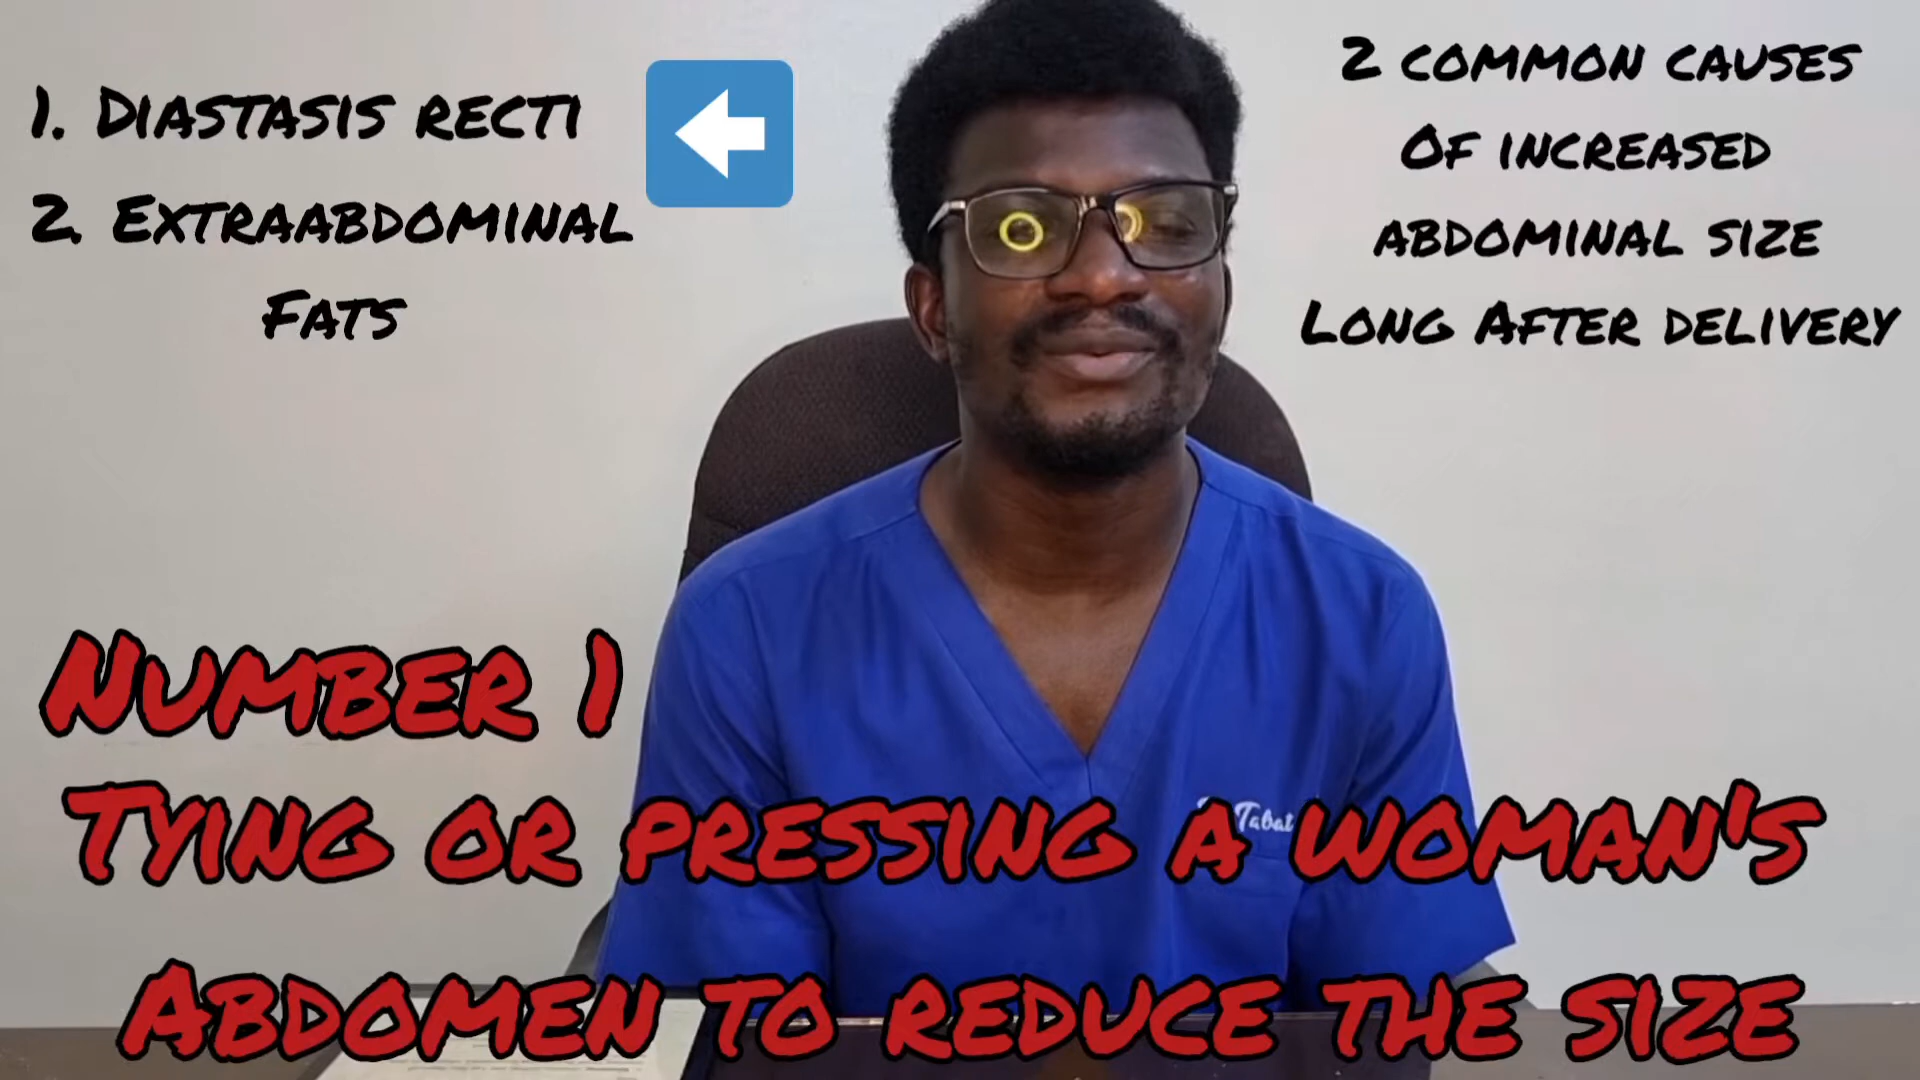 1. Diastasis recti
2. Extraabdominal
Fats
2 common causes
Of increased
abdominal size
Long After delivery
Number 1
Tying or pressing a woman's
Abdomen to reduce the size